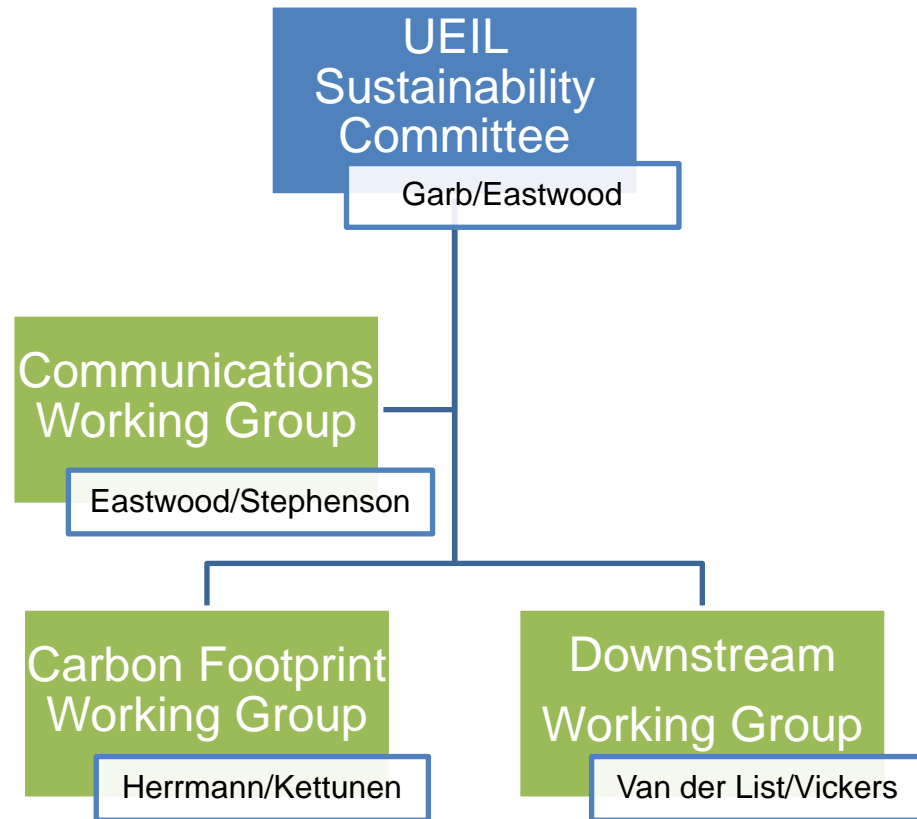 UEIL
Sustainability
Committee
Garb/Eastwood
Communications
Working Group
Eastwood/Stephenson
Carbon Footprint
Working Group
Herrmann/Kettunen
Downstream
Working Group
Van der List/Vickers